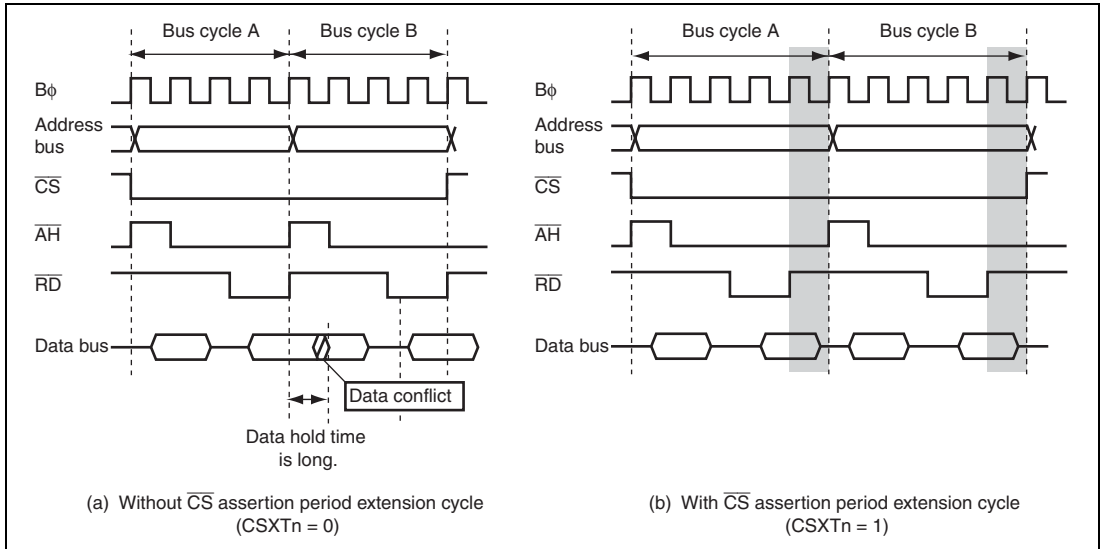 Bus cycle A
Bus cycle B
Bϕ
Address
bus
CS
AH
RD
Data bus
Data conflict
Data hold time
is long.
(a) Without CS assertion period extension cycle
(CSXTn = 0)
Bus cycle A
Bus cycle B
Bϕ
Address
bus
CS
AH
RD
Data bus
(b) With CS assertion period extension cycle
(CSXTn = 1)